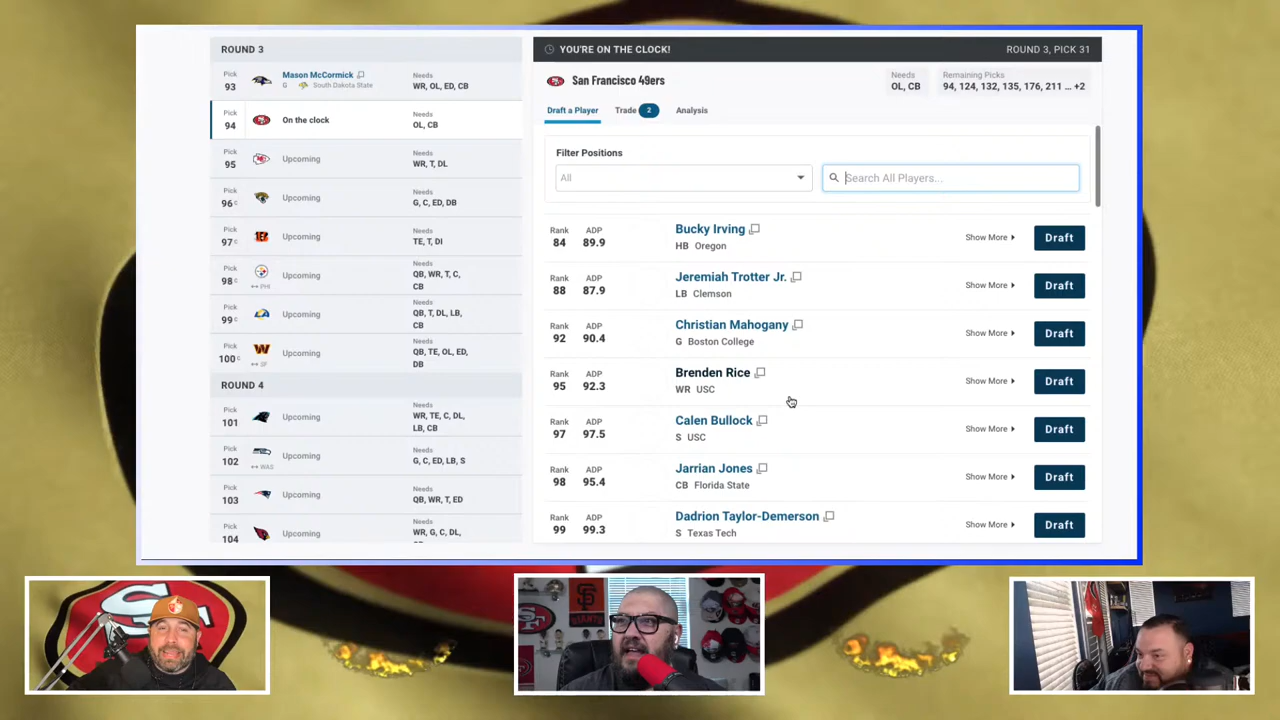 ROUND 3
Pick
93
Mason McCormick
G South Dakota State
Needs
WR, OL, ED, CB
Pick
94
On the clock
Needs
OL, CB
Pick
95
Upcoming
Needs
WR, T, DL
Pick
96 c
Upcoming
Needs
G, C, ED, DB
Pick
97 c
Upcoming
Needs
TE, T, DI
Pick
98 c
↔ PHI
Upcoming
Needs
QB, WR, T, C,
CB
Pick
99 c
Upcoming
Needs
QB, T, DL, LB,
CB
Pick
100 c
↔ SF
Upcoming
Needs
QB, TE, OL, ED,
DB
ROUND 4
Pick
101
Upcoming
Needs
WR, TE, C, DL,
LB, CB
Pick
102
↔ WAS
Upcoming
Needs
G, C, ED, LB, S
Pick
103
Upcoming
Needs
QB, WR, T, ED
Pick
104
Upcoming
Needs
WR, G, C, DL,
YOU'RE ON THE CLOCK!
ROUND 3, PICK 31
San Francisco 49ers
Needs
OL, CB
Remaining Picks
94, 124, 132, 135, 176, 211 ... +2
Draft a Player Trade 2 Analysis
Filter Positions
All
Search All Players...
Rank ADP
84 89.9
Bucky Irving
HB Oregon
Show More
Draft
Rank ADP
88 87.9
Jeremiah Trotter Jr.
LB Clemson
Show More
Draft
Rank ADP
92 90.4
Christian Mahogany
G Boston College
Show More
Draft
Rank ADP
95 92.3
Brenden Rice
WR USC
Show More
Draft
Rank ADP
97 97.5
Calen Bullock
S USC
Show More
Draft
Rank ADP
98 95.4
Jarrian Jones
CB Florida State
Show More
Draft
Rank ADP
99 99.3
Dadrion Taylor-Demerson
S Texas Tech
Show More
Draft
SF
GIANTS